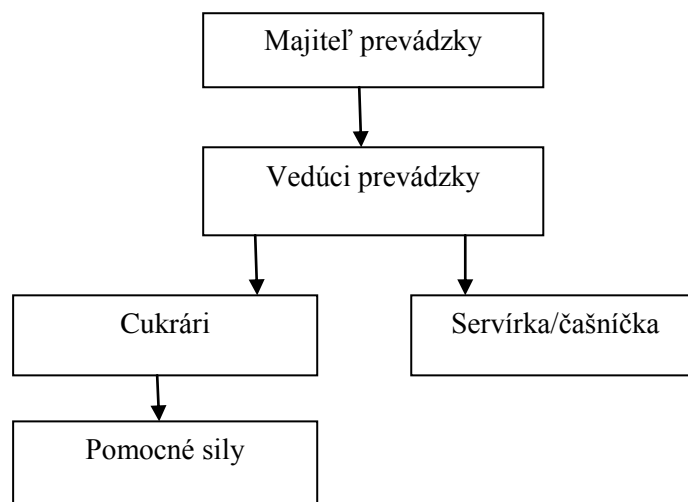 Majiteľ prevádzky
Vedúci prevádzky
Cukrári
Servírka/čašníčka
Pomocné sily